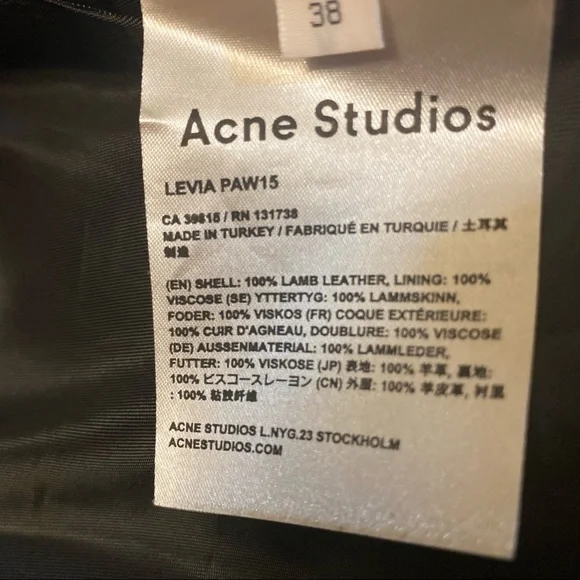 38
Acne Studios
LEVIA PAW15
CA 39815 / RN 131738
MADE IN TURKEY / FABRIQUÉ EN TURQUIE / 土耳其
制造
(EN) SHELL: 100% LAMB LEATHER, LINING: 100%
VISCOSE (SE) YTTERTYG: 100% LAMMSKINN,
FODER: 100% VISKOS (FR) COQUE EXTÉRIEURE:
100% CUIR D'AGNEAU, DOUBLURE: 100% VISCOSE
(DE) AUSSENMATERIAL: 100% LAMMLEDER,
FUTTER: 100% VISKOSE (JP) 表地: 100% 羊革, 裏地:
100% ビスコースレーヨン (CN) 外层: 100% 羊皮革, 衬里
: 100% 粘胶纤维
ACNE STUDIOS L.NYG.23 STOCKHOLM
ACNESTUDIOS.COM